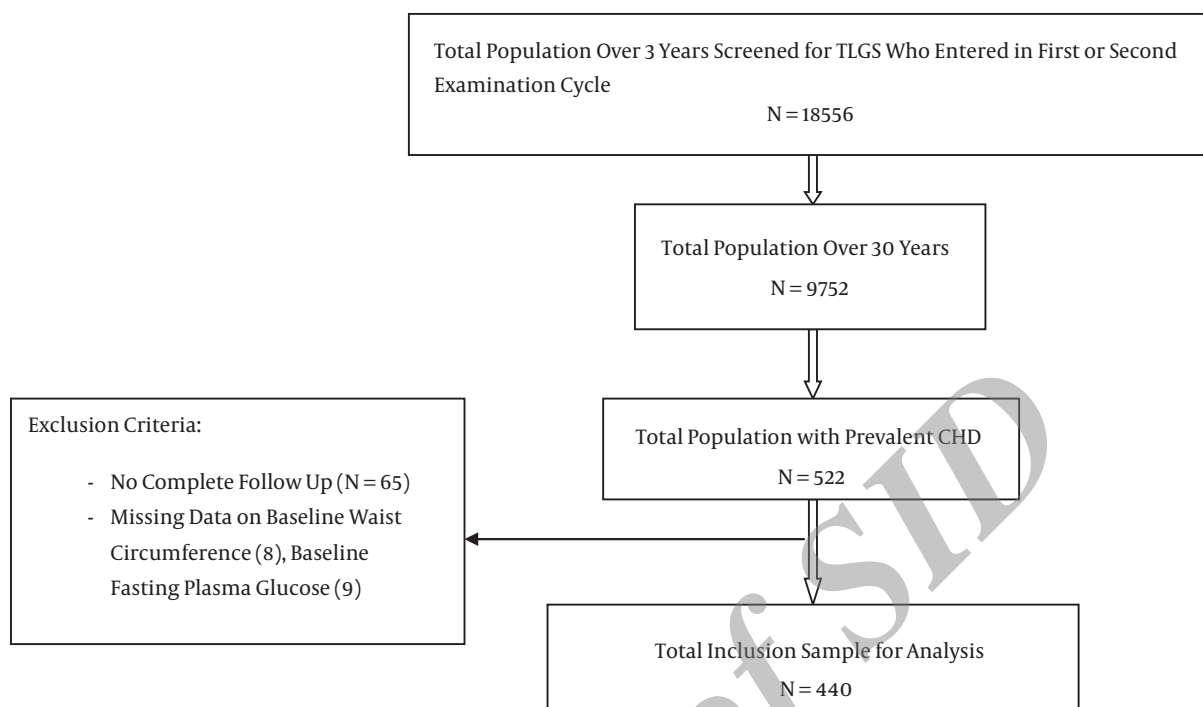 Total Population Over 3 Years Screened for TLGS Who Entered in First or Second
Examination Cycle
N = 18556
Total Population Over 30 Years
N = 9752
Total Population with Prevalent CHD
N = 522
Exclusion Criteria:
- No Complete Follow Up (N = 65)
- Missing Data on Baseline Waist
Circumference (8), Baseline
Fasting Plasma Glucose (9)
Total Inclusion Sample for Analysis
N = 440
of SID